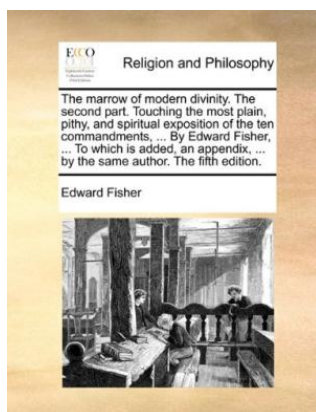 ECCO
Religion and Philosophy
The marrow of modern divinity. The
second part. Touching the most plain,
pithy, and spiritual exposition of the ten
commandments, ... By Edward Fisher,
... To which is added, an appendix, ...
by the same author. The fifth edition.
Edward Fisher